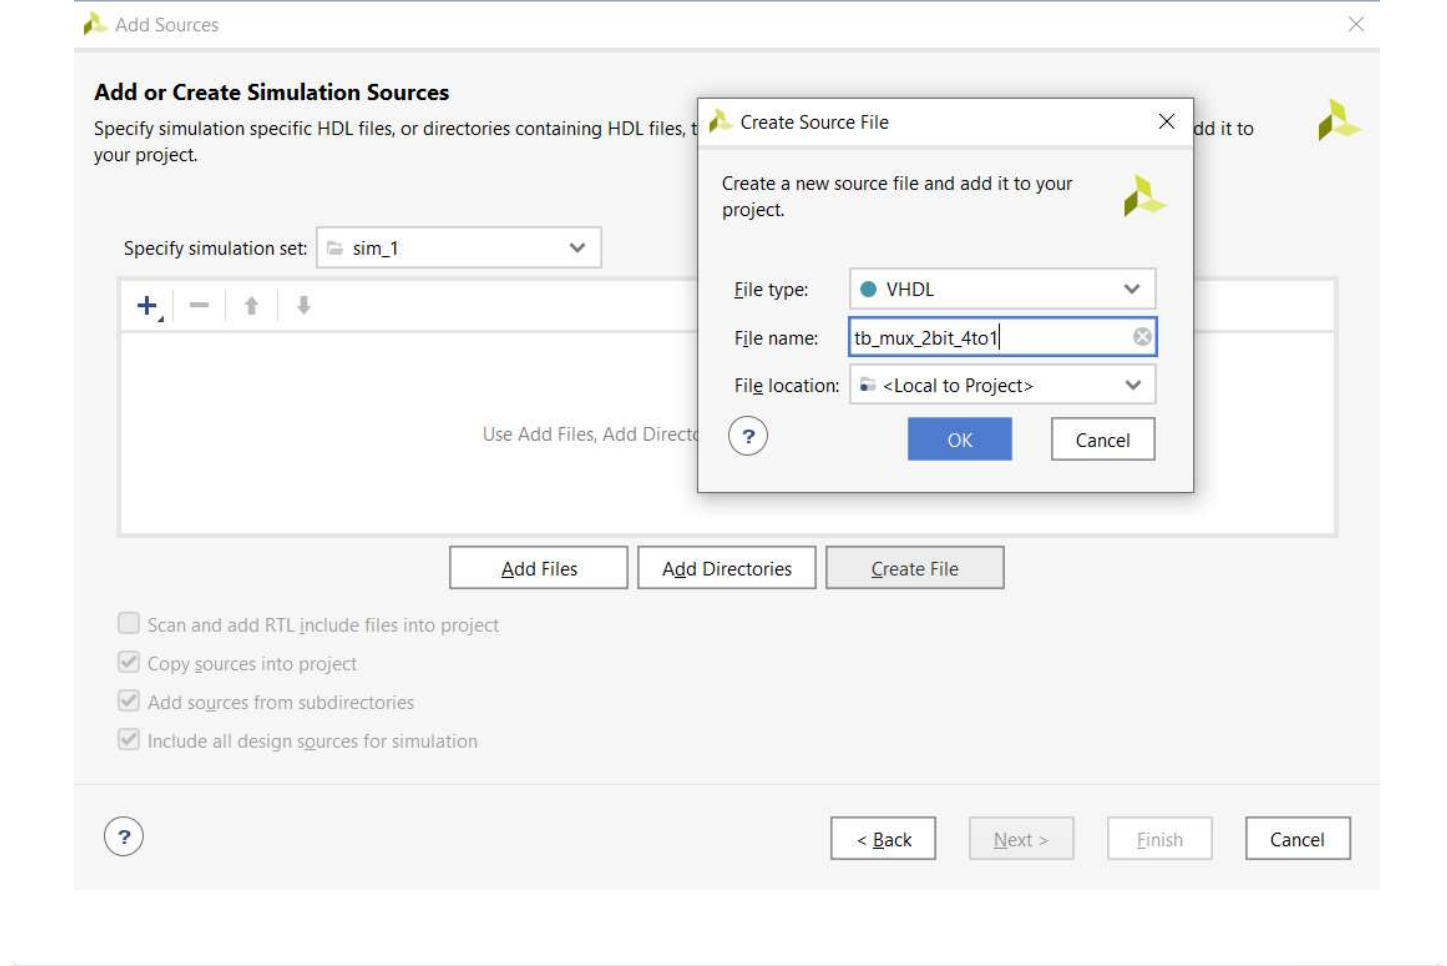 Add Sources
Add or Create Simulation Sources
Specify simulation specific HDL files, or directories containing HDL files, t
dd it to
your project.
Create Source File
Create a new source file and add it to your
project.
Specify simulation set: sim_1
File type: VHDL
File name: tb_mux_2bit_4to1
File location: <Local to Project>
? OK Cancel
Use Add Files, Add Directo
Add Files Add Directories Create File
Scan and add RTL include files into project
Copy sources into project
Add sources from subdirectories
Include all design sources for simulation
? < Back Next > Finish Cancel